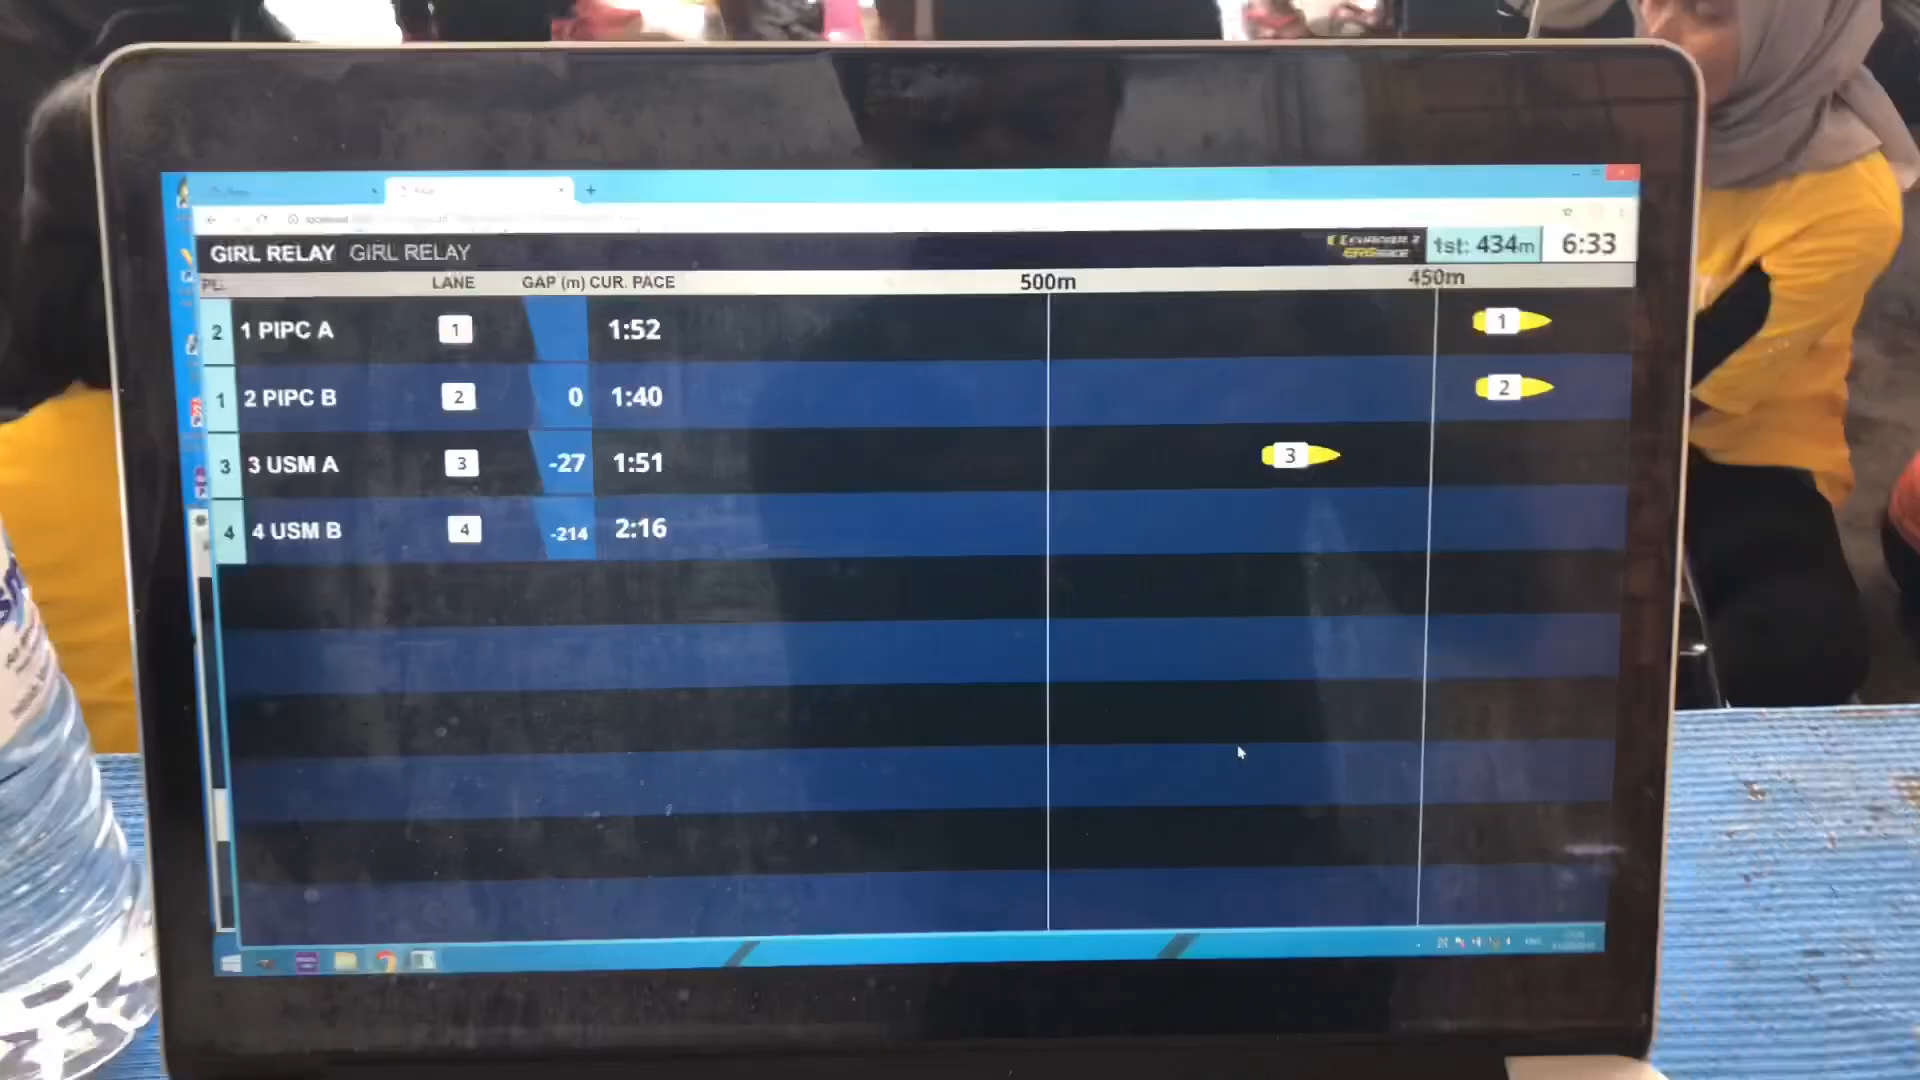 GIRL RELAY GIRL RELAY 1st: 434m 6:33
PL. LANE GAP (m) CUR. PACE 500m 450m
2 1 PIPC A 1 1:52 1
1 2 PIPC B 2 0 1:40 2
3 3 USM A 3 -27 1:51 3
4 4 USM B 4 -214 2:16